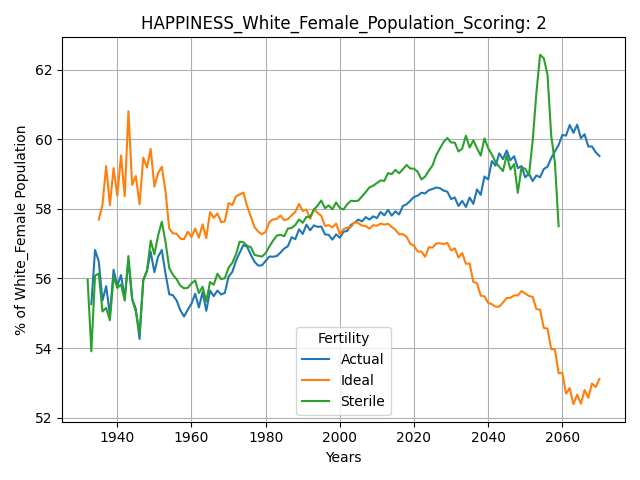 HAPPINESS_White_Female_Population_Scoring: 2
62
60
58
56
54
52
% of White_Female Population
Fertility
Actual
Ideal
Sterile
1940 1960 1980 2000 2020 2040 2060
Years